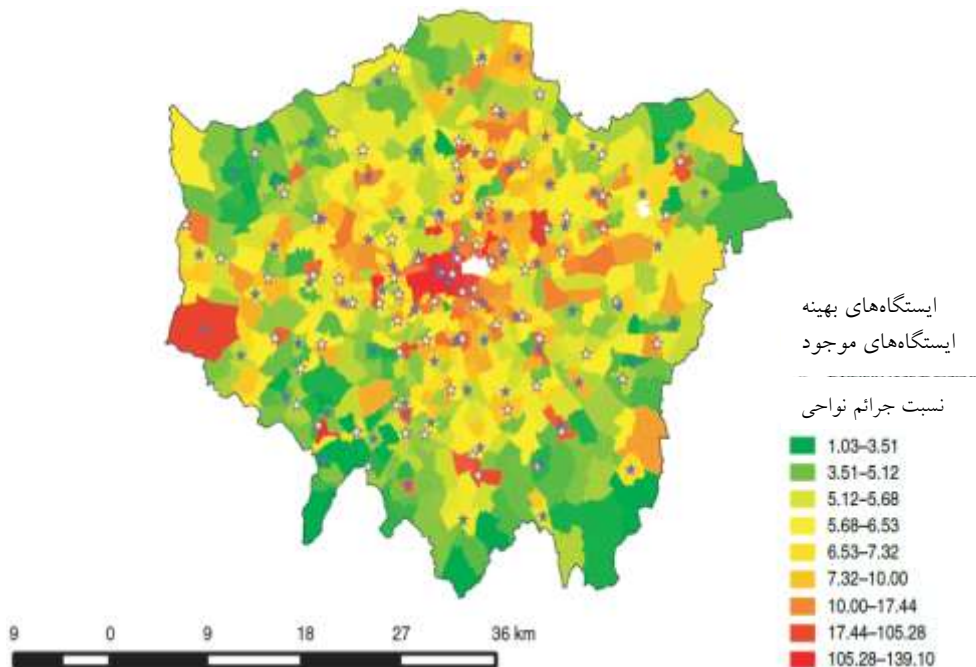 ایستگاه‌های بهینه
ایستگاه‌های موجود
نسبت جرائم نواحی
1.03–3.51
3.51–5.12
5.12–5.68
5.68–6.53
6.53–7.32
7.32–10.00
10.00–17.44
17.44–105.28
105.28–139.10
9 0 9 18 27 36 km